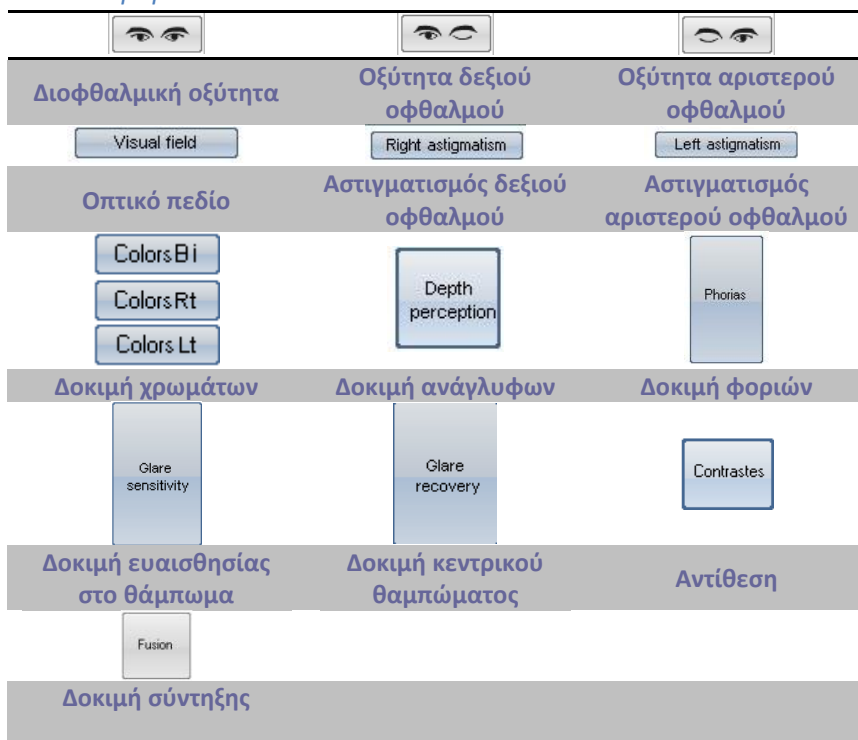 Διοφθαλμική οξύτητα
Οξύτητα δεξιού
οφθαλμού
Οξύτητα αριστερού
οφθαλμού
Visual field
Right astigmatism
Left astigmatism
Οπτικό πεδίο
Αστιγματισμός δεξιού
οφθαλμού
Αστιγματισμός
αριστερού οφθαλμού
Colors Bi
Colors Rt
Colors Lt
Depth
perception
Phorias
Δοκιμή χρωμάτων
Δοκιμή ανάγλυφων
Δοκιμή φοριών
Glare
sensitivity
Glare
recovery
Contrastes
Δοκιμή ευαισθησίας
στο θάμπωμα
Δοκιμή κεντρικού
θαμπώματος
Αντίθεση
Fusion
Δοκιμή σύντηξης